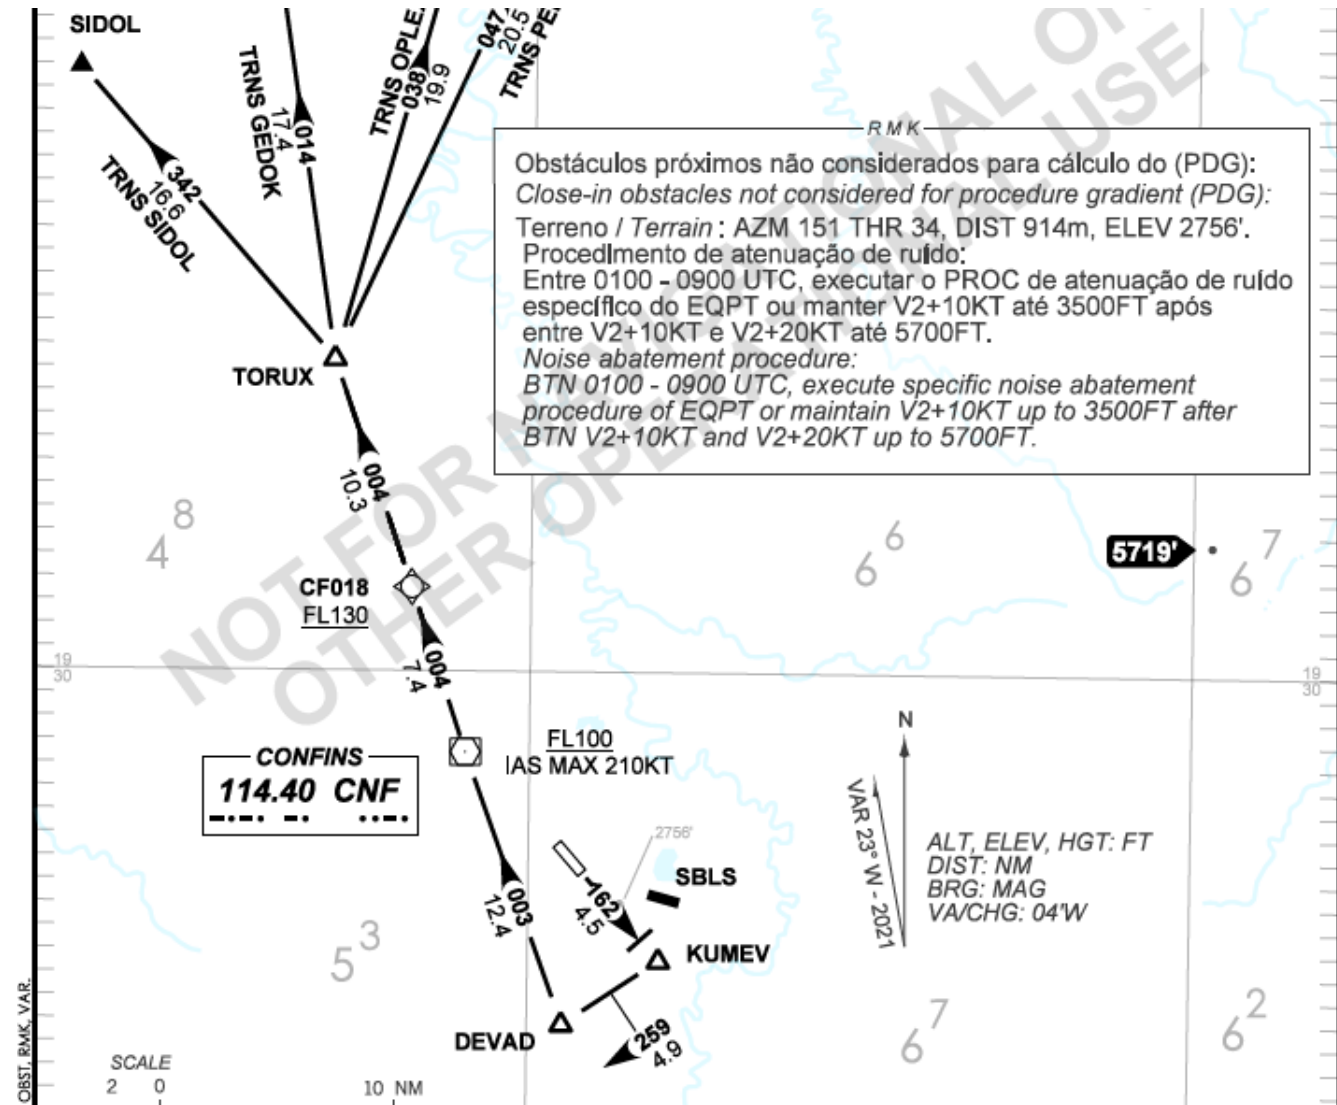 SIDOL
342
16.6
TRNS SIDOL
TRNS GEDOK
17.4
014
038
19.9
047
20.5
RMK
Obstáculos próximos não considerados para cálculo do (PDG):
Close-in obstacles not considered for procedure gradient (PDG):
Terreno / Terrain : AZM 151 THR 34, DIST 914m, ELEV 2756'.
Procedimento de atenuação de ruído:
Entre 0100 - 0900 UTC, executar o PROC de atenuação de ruído
específico do EQPT ou manter V2+10KT até 3500FT após
entre V2+10KT e V2+20KT até 5700FT.
Noise abatement procedure:
BTN 0100 - 0900 UTC, execute specific noise abatement
procedure of EQPT or maintain V2+10KT up to 3500FT after
BTN V2+10KT and V2+20KT up to 5700FT.
TORUX
004
10.3
4 8
6 6
5719'
6 7
CF018
FL130
004
7.4
19
30
19
30
NOT FOR NAVIGATIONAL OR
OTHER OPERATIONAL USE
FL100
IAS MAX 210KT
CONFINS
114.40 CNF
N
VAR 23° W - 2021
ALT, ELEV, HGT: FT
DIST: NM
BRG: MAG
VA/CHG: 04'W
2756'
SBLS
162
4.5
003
12.4
KUMEV
5 3
DEVAD
259
4.9
6 7
6 2
SCALE
2 0 10 NM
OBST, RMK, VAR.